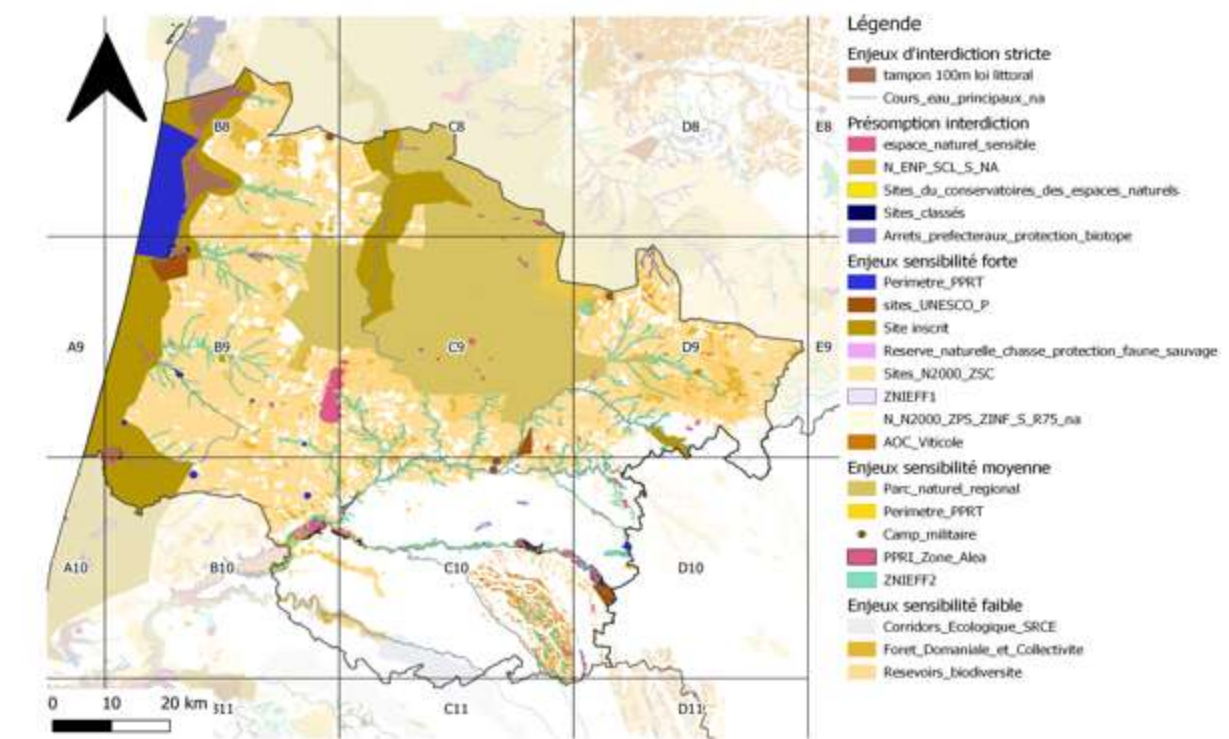 B8
C8
D8
E8
A9
B9
C9
D9
E9
A10
B10
C10
D10
C11
D11
0 10 20 km
Légende
Enjeux d'interdiction stricte
tampon 100m loi littoral
Cours_eau_principaux_na
Présomption interdiction
espace_naturel_sensible
N_ENP_SCL_S_NA
Sites_du_conservatoires_des_espaces_naturels
Sites_classés
Arrets_prefecteraux_protection_biotope
Enjeux sensibilité forte
Perimetre_PPRT
sites_UNESCO_P
Site inscrit
Reserve_naturelle_chasse_protection_faune_sauvage
Sites_N2000_ZSC
ZNIEFF1
N_N2000_ZPS_ZINF_S_R75_na
AOC_Viticole
Enjeux sensibilité moyenne
Parc_naturel_regional
Perimetre_PPRT
Camp_militaire
PPRI_Zone_Alea
ZNIEFF2
Enjeux sensibilité faible
Corridors_Ecologique_SRCE
Foret_Domaniale_et_Collectivite
Resevoirs_biodiversite